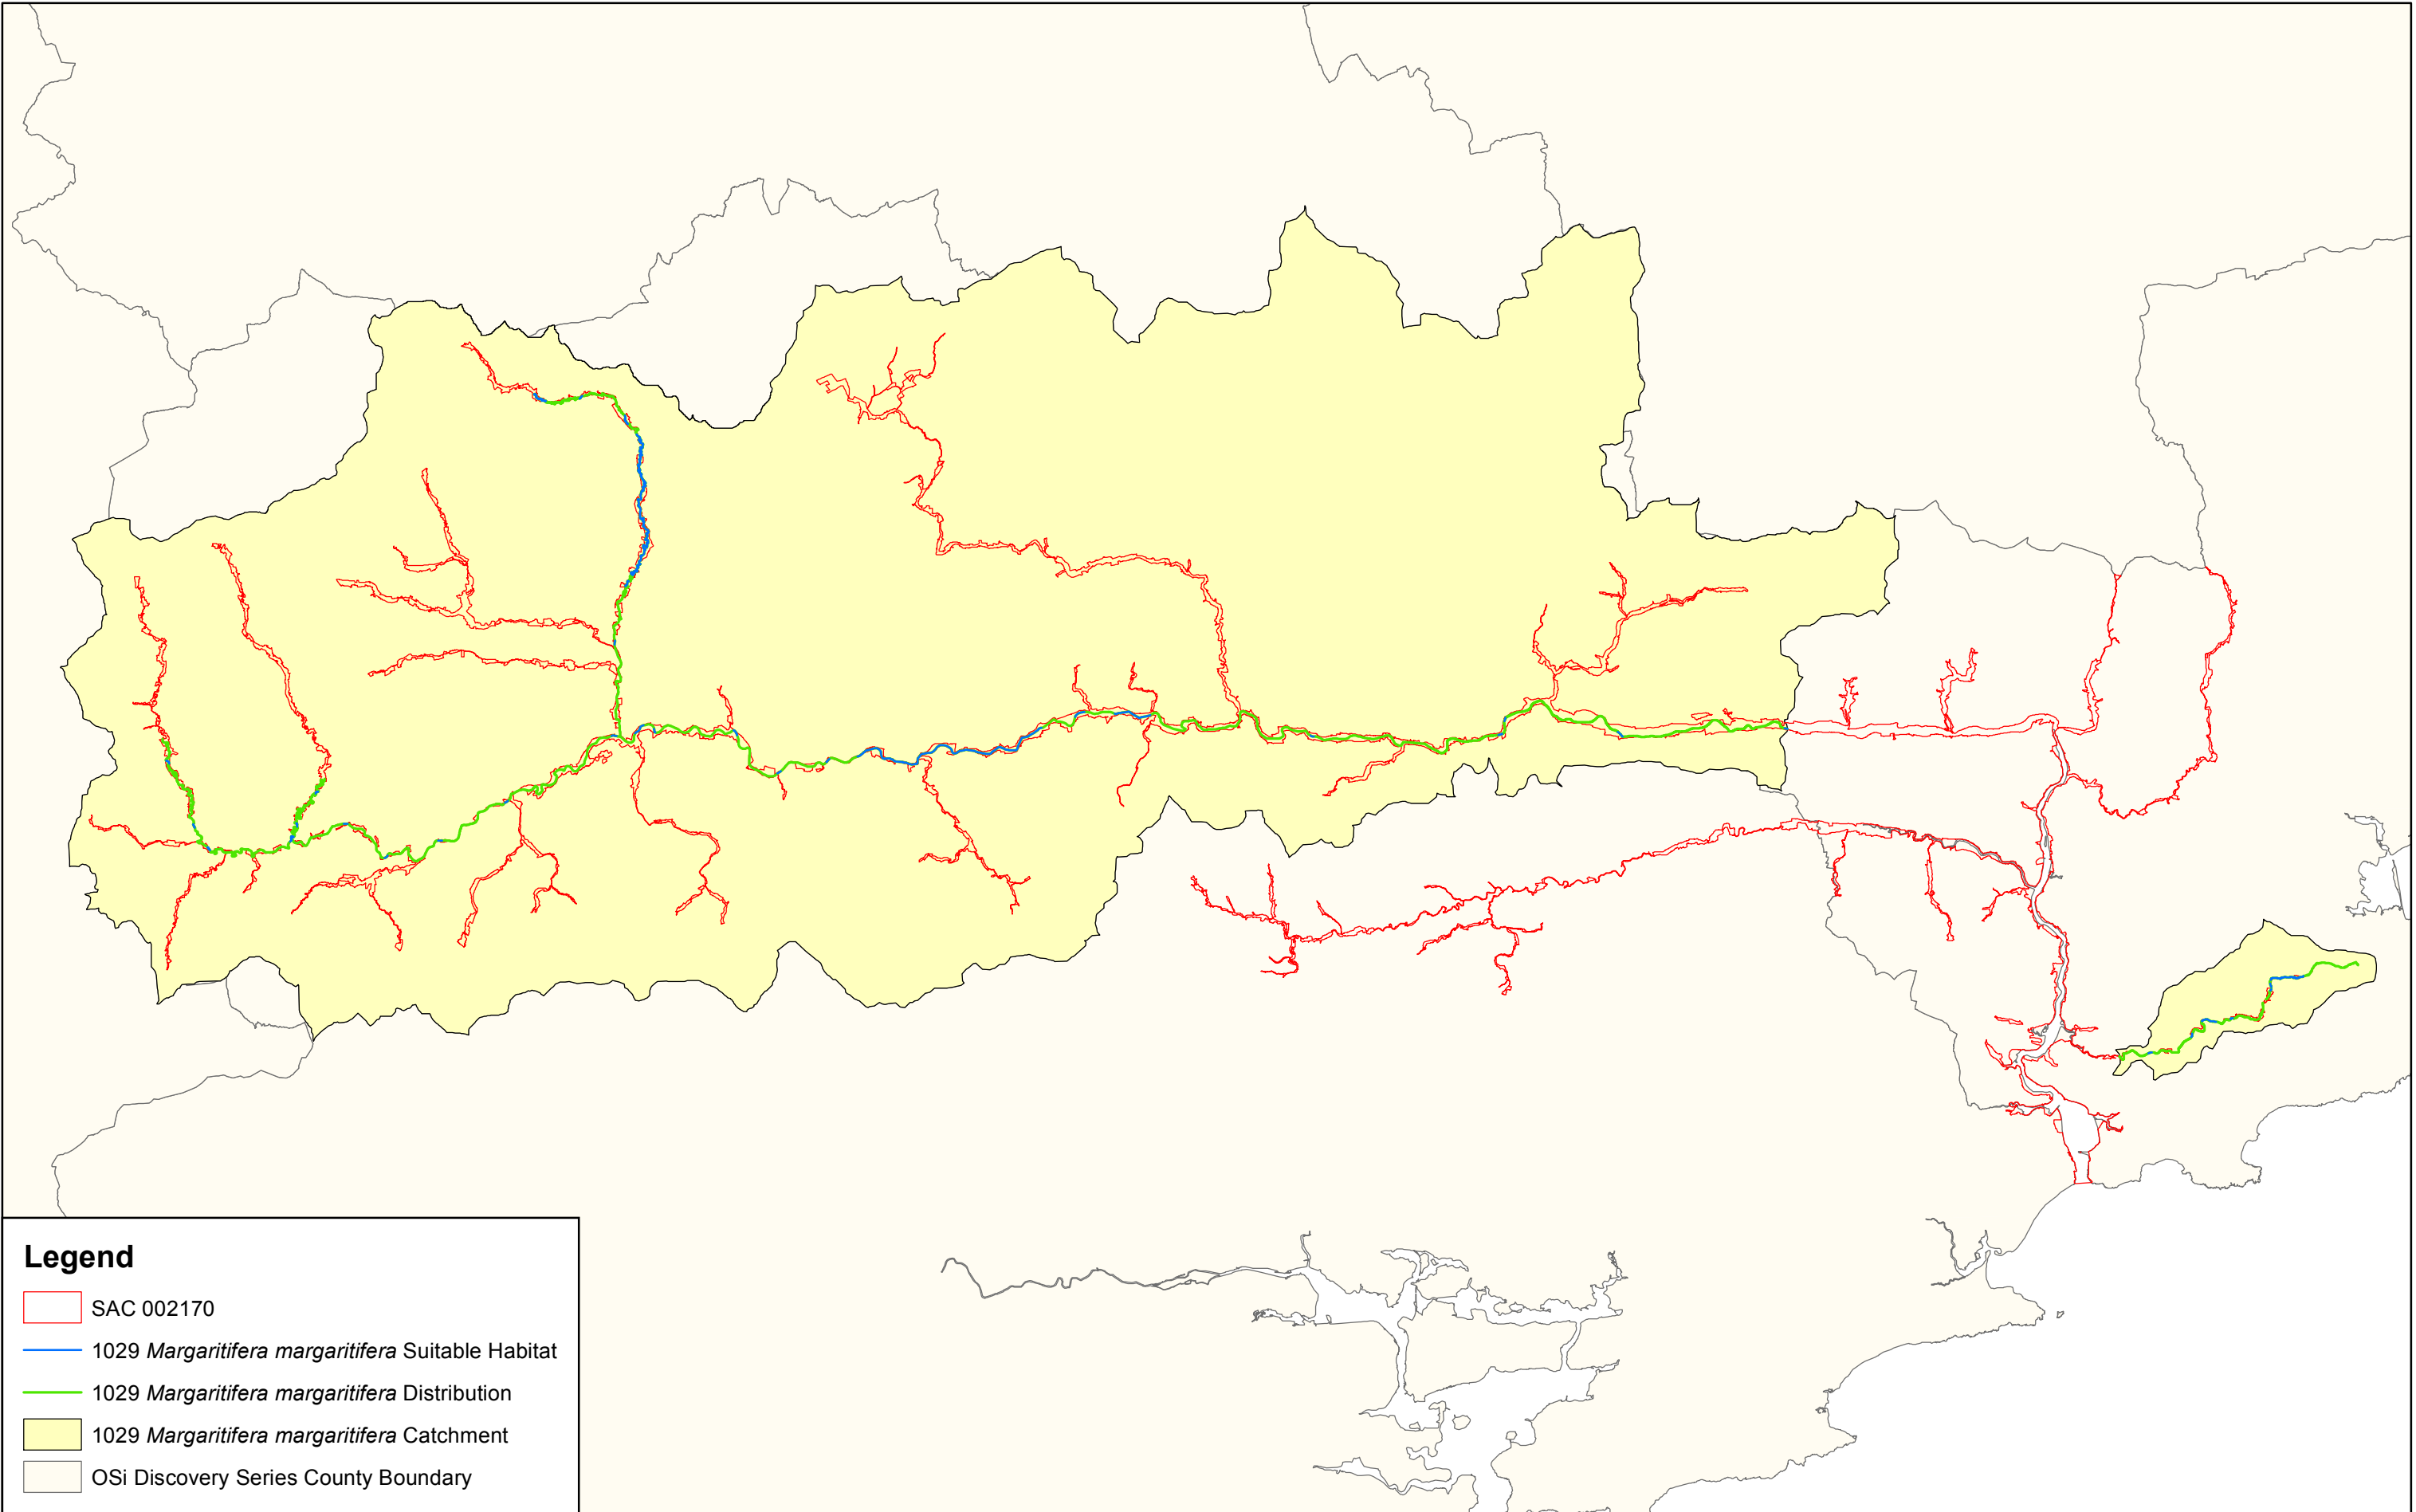 Legend
SAC 002170
1029 Margaritifera margaritifera Suitable Habitat
1029 Margaritifera margaritifera Distribution
1029 Margaritifera margaritifera Catchment
OSi Discovery Series County Boundary